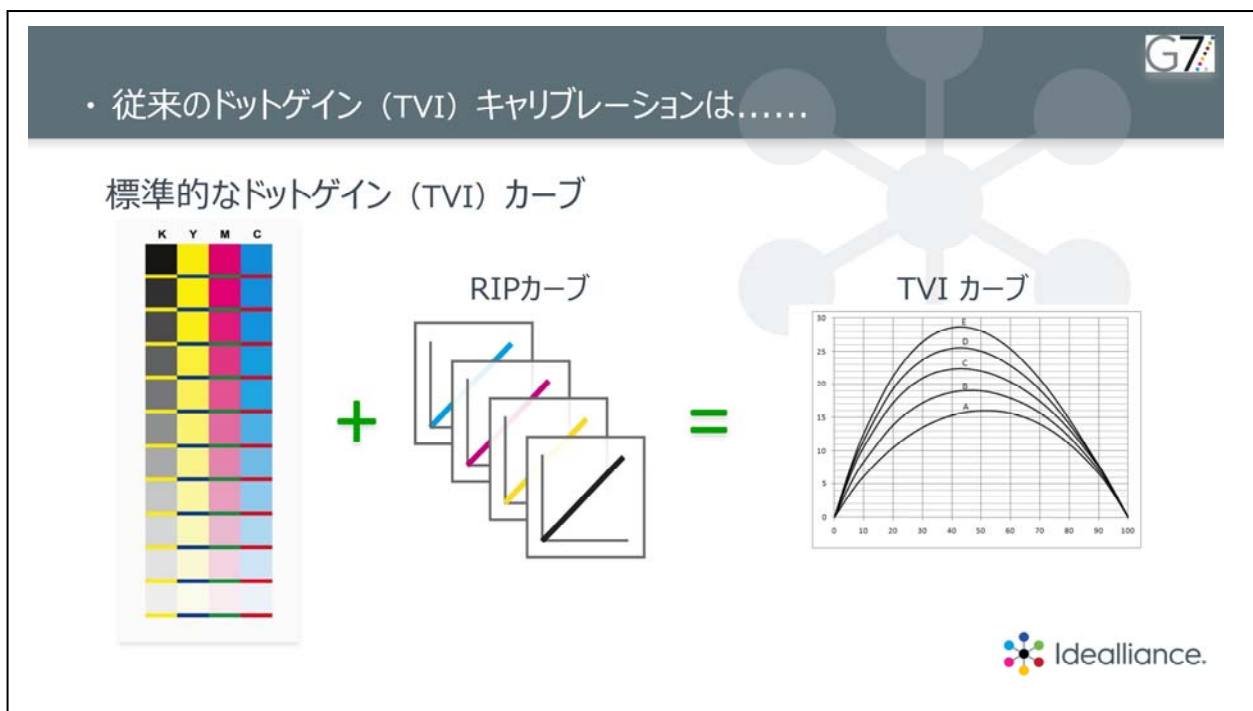 G7
・従来のドットゲイン（TVI）キャリブレーションは……
標準的なドットゲイン（TVI）カーブ
K Y M C
RIPカーブ
+
=
TVI カーブ
30
25
20
15
10
5
0
E
D
C
B
A
0 10 20 30 40 50 60 70 80 90 100
Idealliance.